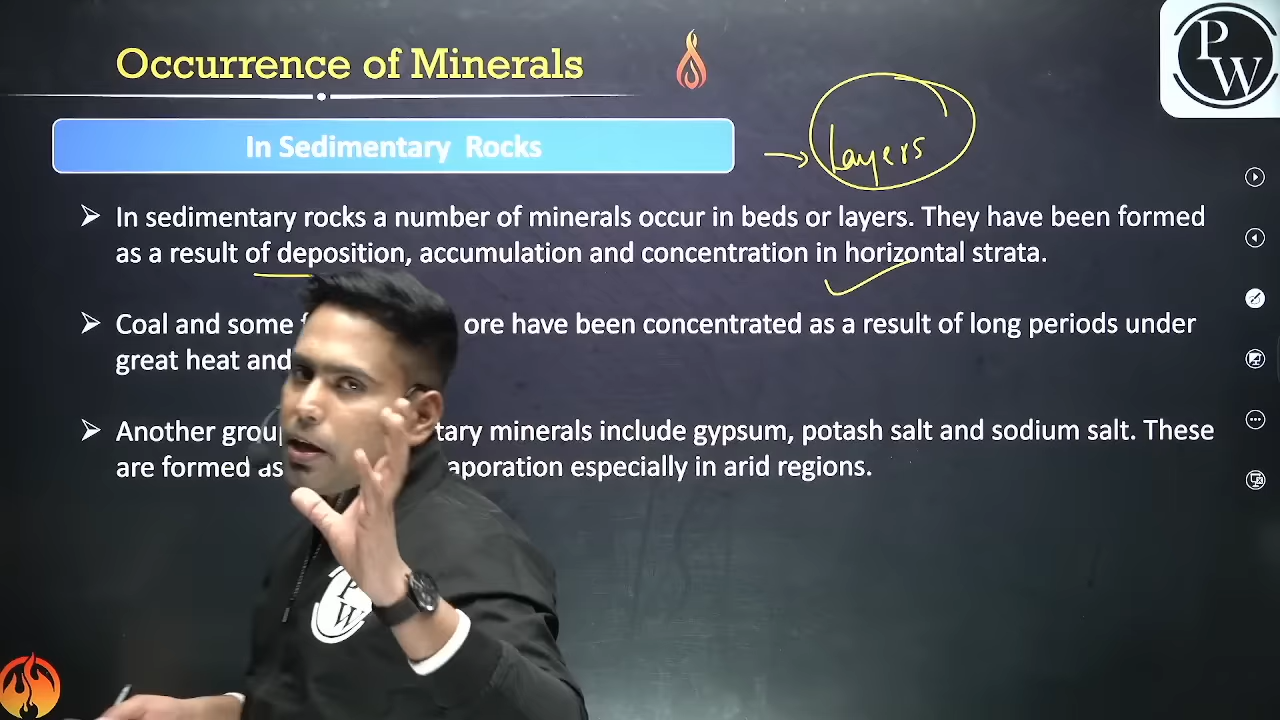 Occurrence of Minerals
PW
In Sedimentary Rocks
Layers
In sedimentary rocks a number of minerals occur in beds or layers. They have been formed
as a result of deposition, accumulation and concentration in horizontal strata.
Coal and some ore have been concentrated as a result of long periods under
great heat and
Another tary minerals include gypsum, potash salt and sodium salt. These
are formed as aporation especially in arid regions.
PW